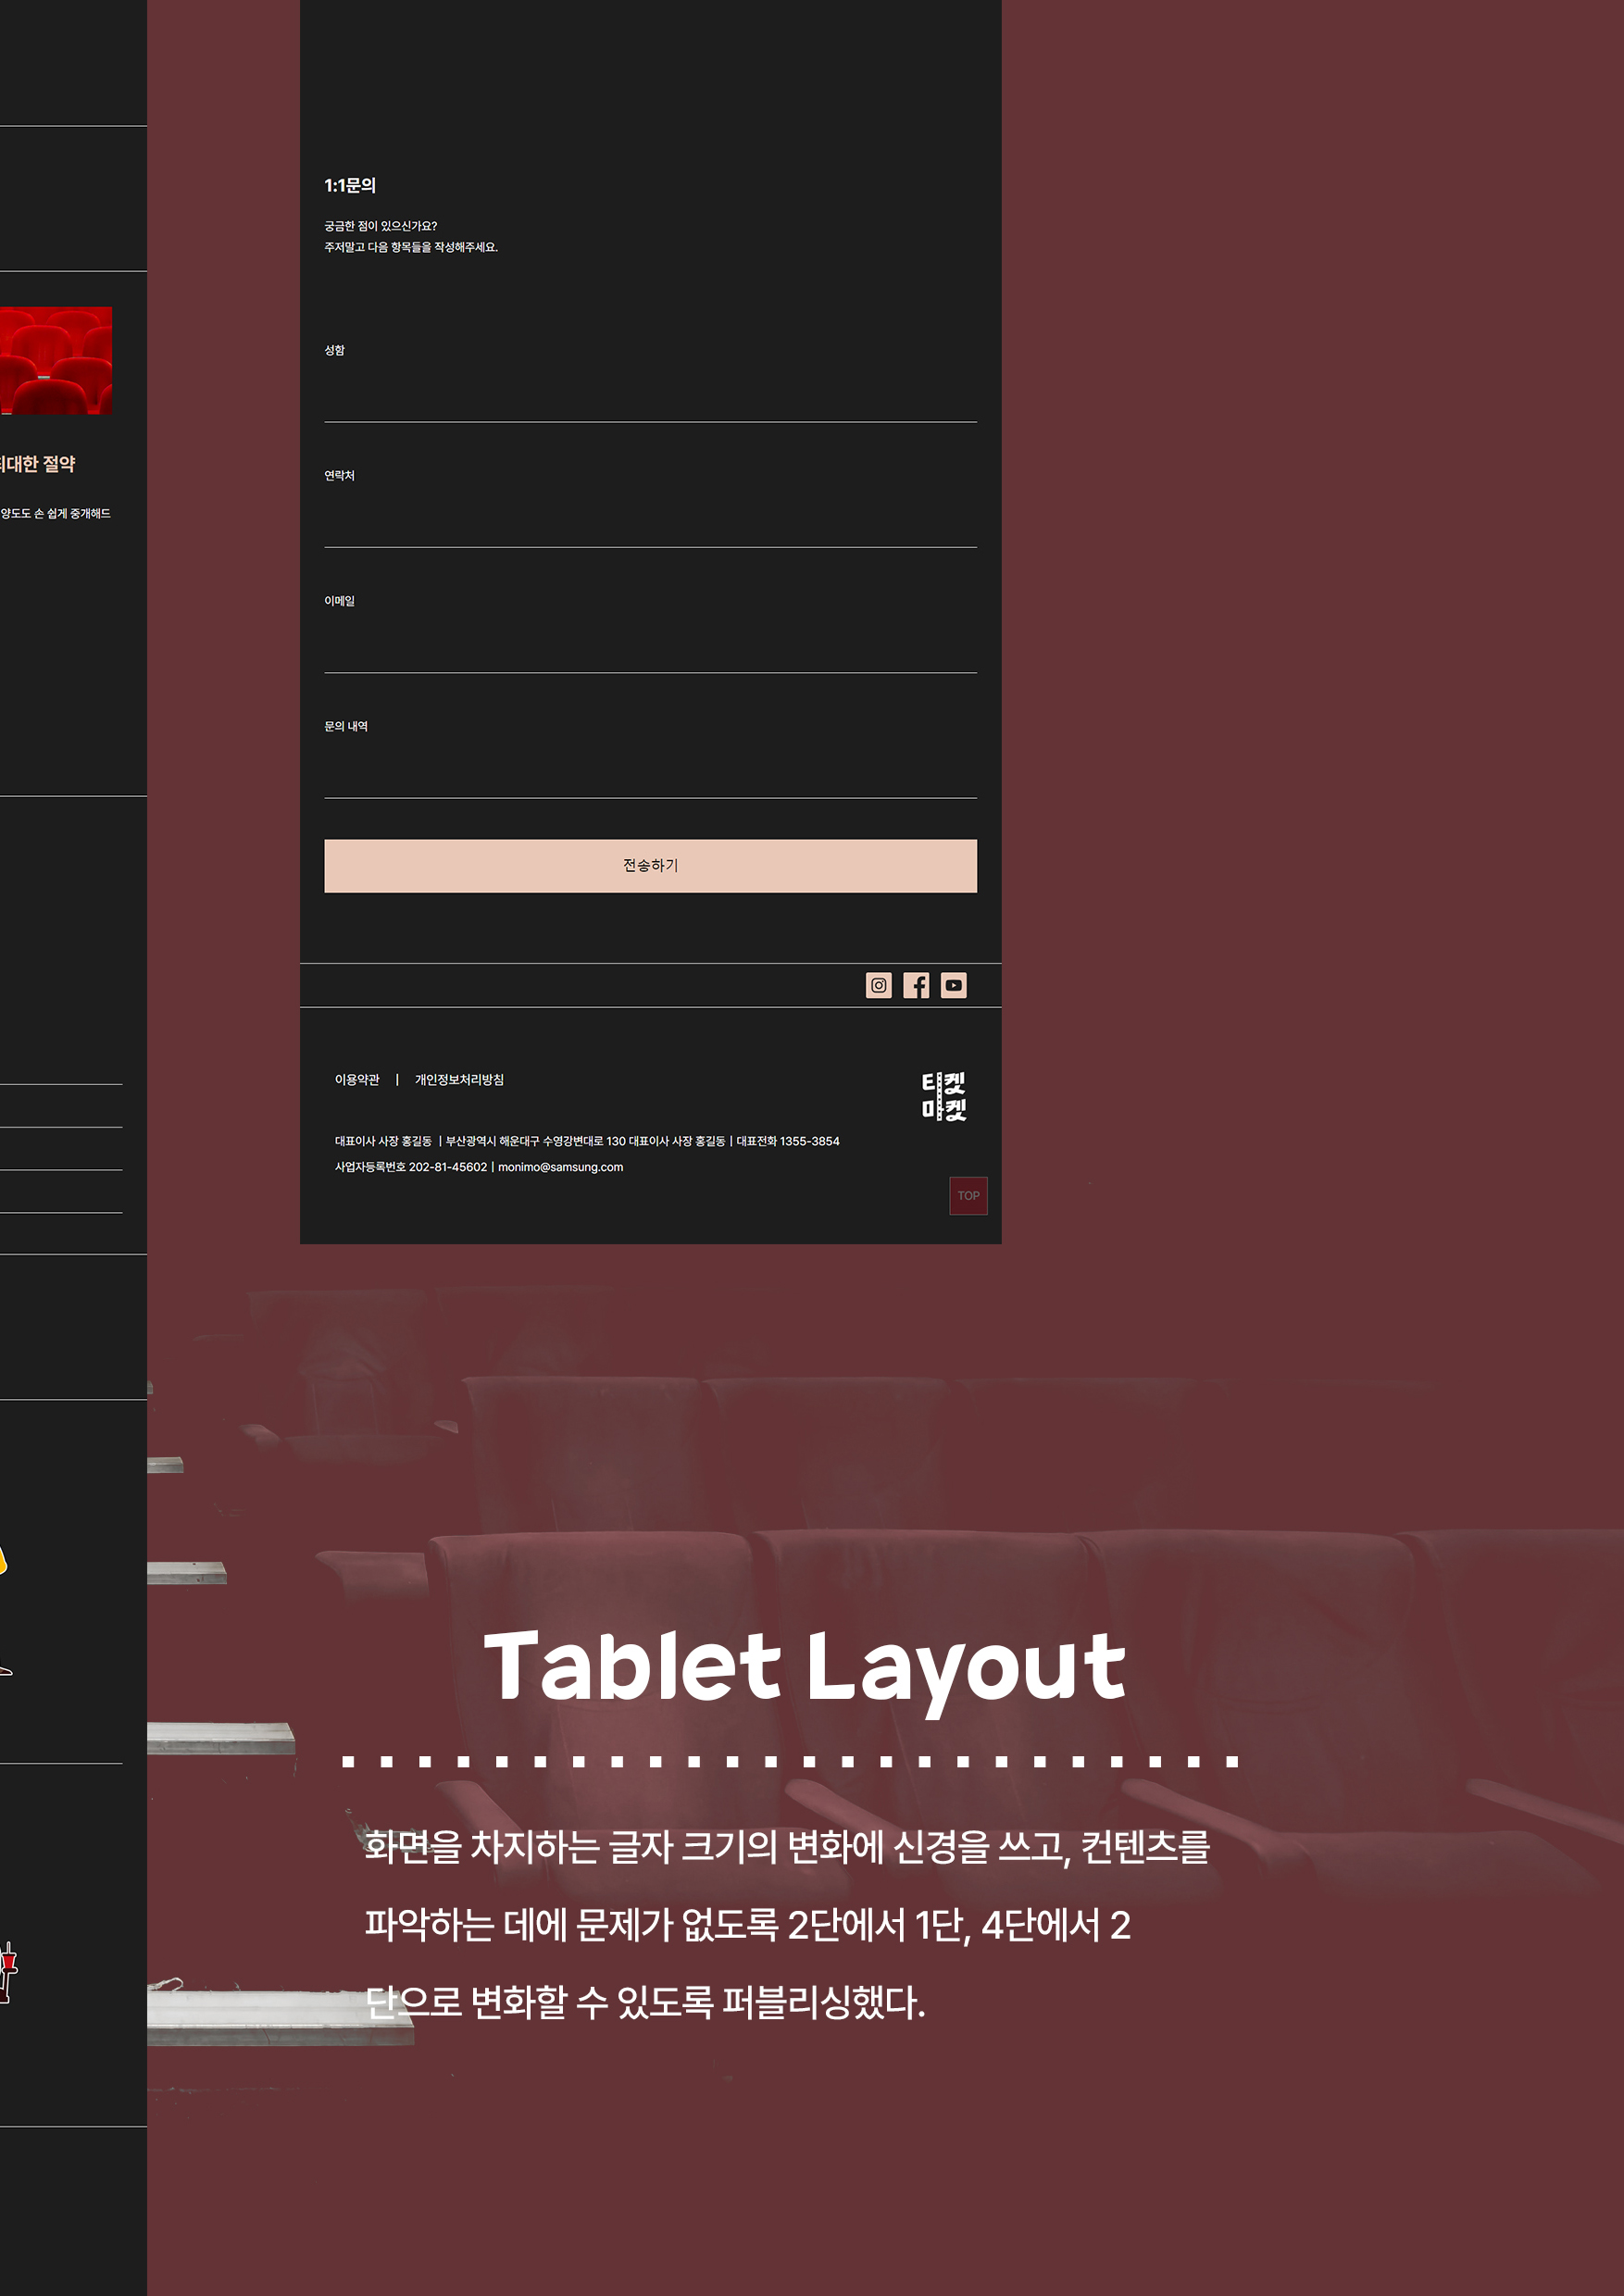 최대한 절약
양도도 손 쉽게 중개해드
1:1문의
궁금한 점이 있으신가요?
주저말고 다음 항목들을 작성해주세요.
성함
연락처
이메일
문의 내역
전송하기
이용약관 | 개인정보처리방침
티켓
마켓
대표이사 사장 홍길동 | 부산광역시 해운대구 수영강변대로 130 대표이사 사장 홍길동 | 대표전화 1355-3854
사업자등록번호 202-81-45602 | monimo@samsung.com
TOP
Tablet Layout
화면을 차지하는 글자 크기의 변화에 신경을 쓰고, 컨텐츠를
파악하는 데에 문제가 없도록 2단에서 1단, 4단에서 2
단으로 변화할 수 있도록 퍼블리싱했다.